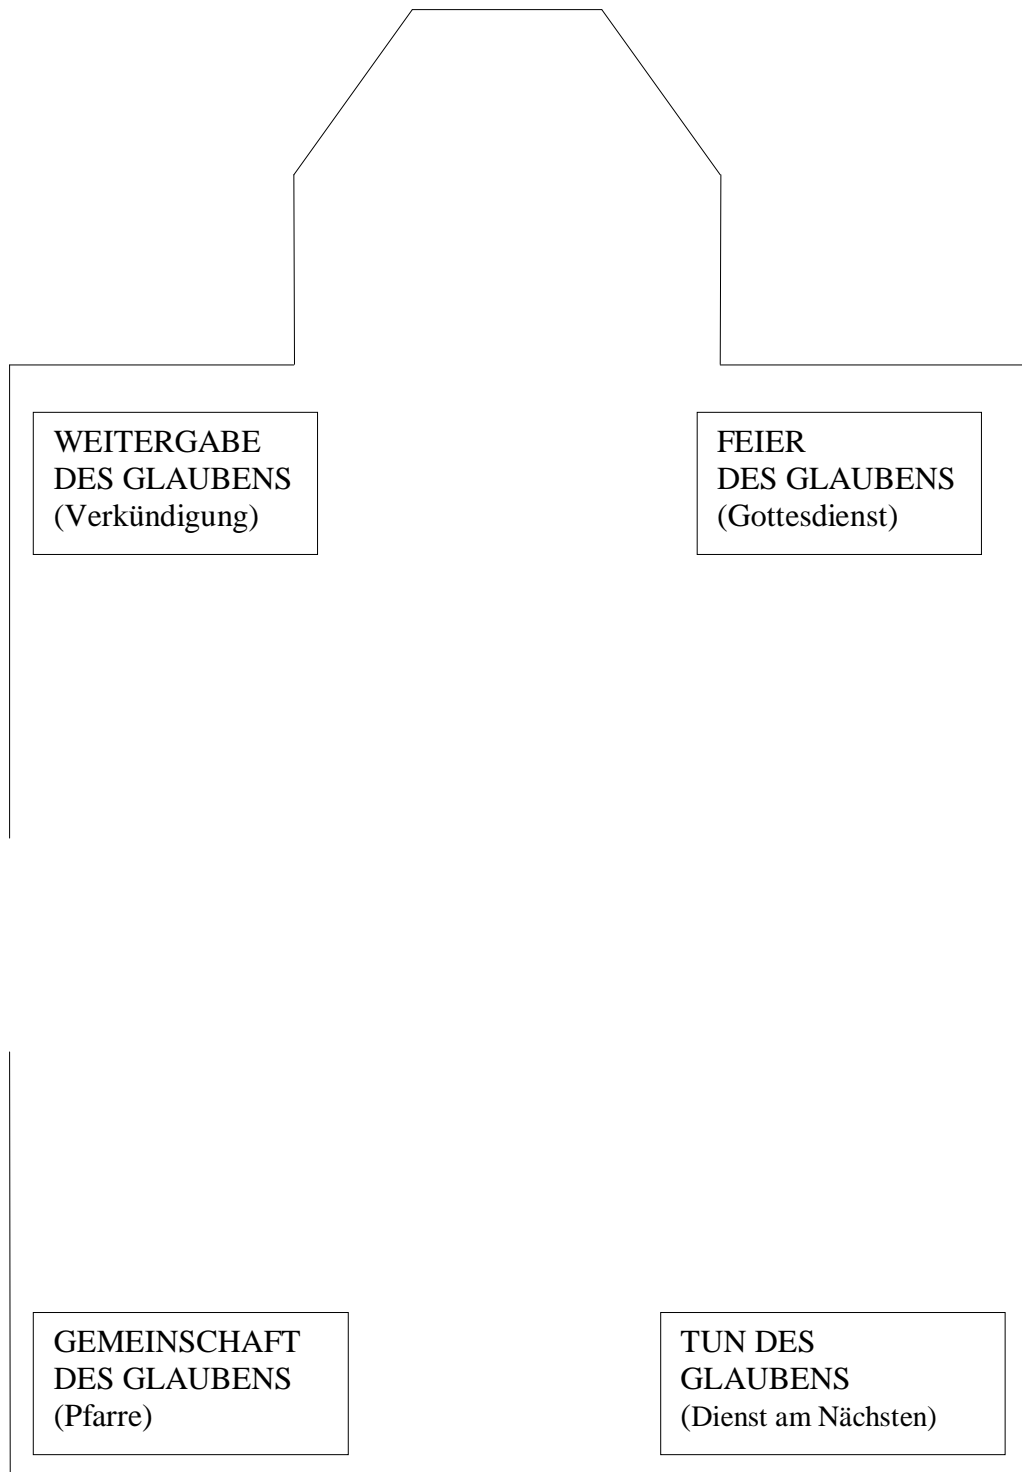 WEITERGABE
DES GLAUBENS
(Verkündigung)
FEIER
DES GLAUBENS
(Gottesdienst)
GEMEINSCHAFT
DES GLAUBENS
(Pfarre)
TUN DES
GLAUBENS
(Dienst am Nächsten)